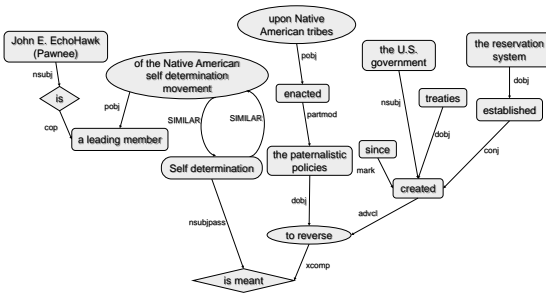 upon Native
American tribes
John E. EchoHawk
(Pawnee)
the U.S.
government
the reservation
system
nsubj
of the Native American
self determination
movement
pobj
nsubj
dobj
is
enacted
treaties
established
cop
pobj
SIMILAR
SIMILAR
partmod
dobj
conj
a leading member
since
Self determination
the paternalistic
policies
mark
created
nsubjpass
dobj
advcl
to reverse
xcomp
is meant